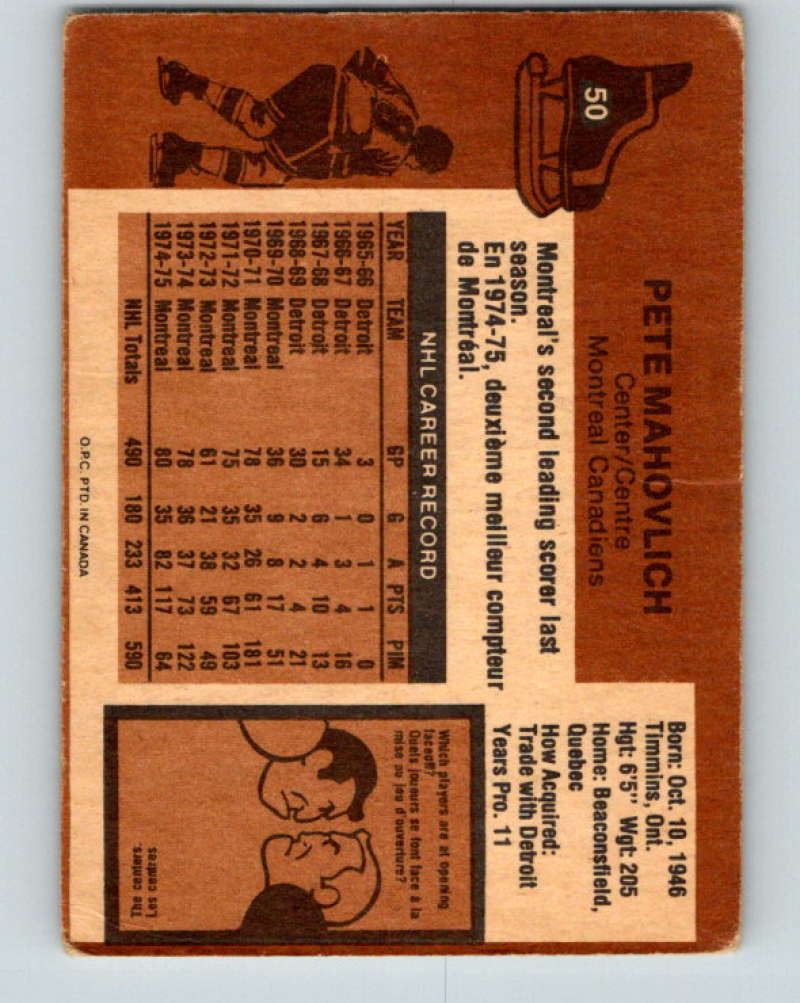 50
PETE MAHOVLICH
Center/Centre
Montreal Canadiens
Born: Oct. 10, 1946
Timmins, Ont.
Hgt: 6'5" Wgt: 205
Home: Beaconsfield,
Quebec
How Acquired:
Trade with Detroit
Years Pro. 11
Montreal's second leading scorer last
season.
En 1974-75, deuxième meilleur compteur
de Montréal.
NHL CAREER RECORD
YEAR TEAM GP G A PTS PIM
1965-66 Detroit 3 0 1 1 0
1966-67 Detroit 34 1 3 4 16
1967-68 Detroit 15 6 4 10 13
1968-69 Detroit 30 2 2 4 21
1969-70 Montreal 36 9 8 17 51
1970-71 Montreal 78 35 26 61 181
1971-72 Montreal 75 35 32 67 103
1972-73 Montreal 61 21 38 59 49
1973-74 Montreal 78 36 37 73 122
1974-75 Montreal 80 35 82 117 64
NHL Totals 490 180 233 413 590
Which players are at opening
faceoff?
Quels joueurs se font face à la
mise au jeu d'ouverture?
The centers
Les centres
O.P.C. PTD. IN CANADA